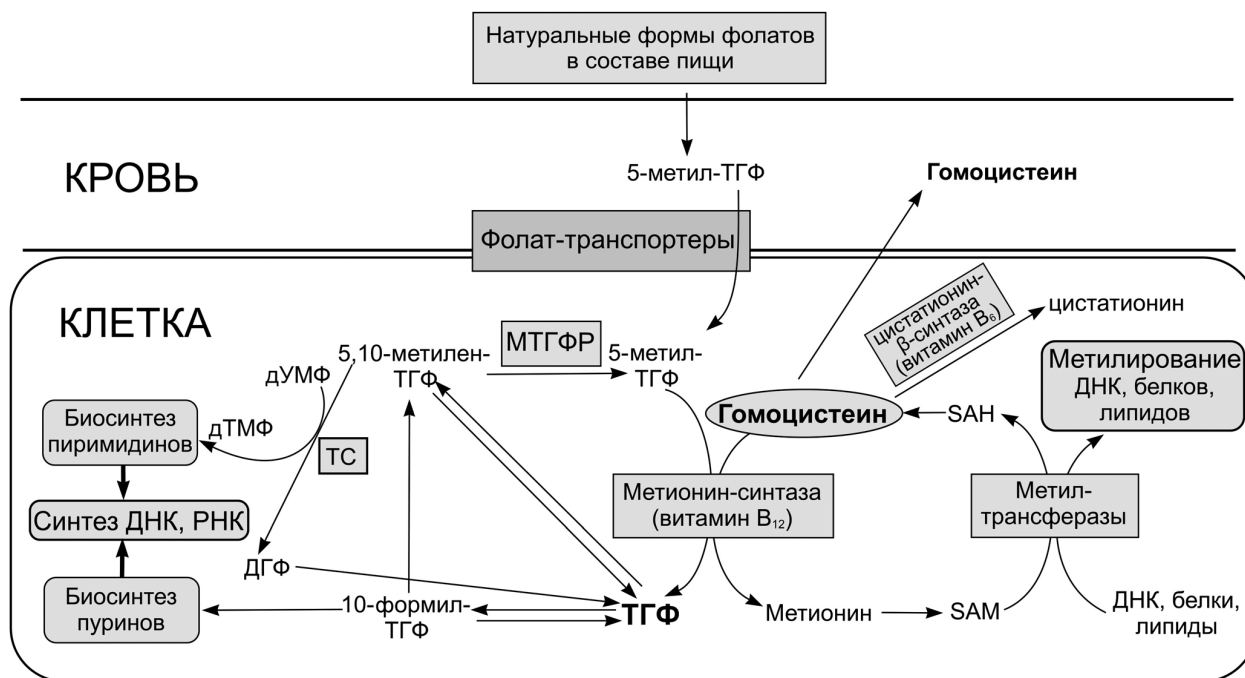 Натуральные формы фолатов
в составе пищи
КРОВЬ
5-метил-ТГФ
Гомоцистеин
Фолат-транспортеры
КЛЕТКА
цистатионин-
β-синтаза
(витамин B₆)
цистатионин
МТГФР
5,10-метилен-
ТГФ
5-метил-
ТГФ
дУМФ
Метилирование
ДНК, белков,
липидов
Биосинтез
пиримидинов
дТМФ
ТС
Гомоцистеин
SAH
Метионин-синтаза
(витамин B₁₂)
Метил-
трансферазы
Синтез ДНК, РНК
ДГФ
Биосинтез
пуринов
10-формил-
ТГФ
ТГФ
Метионин
SAM
ДНК, белки,
липиды